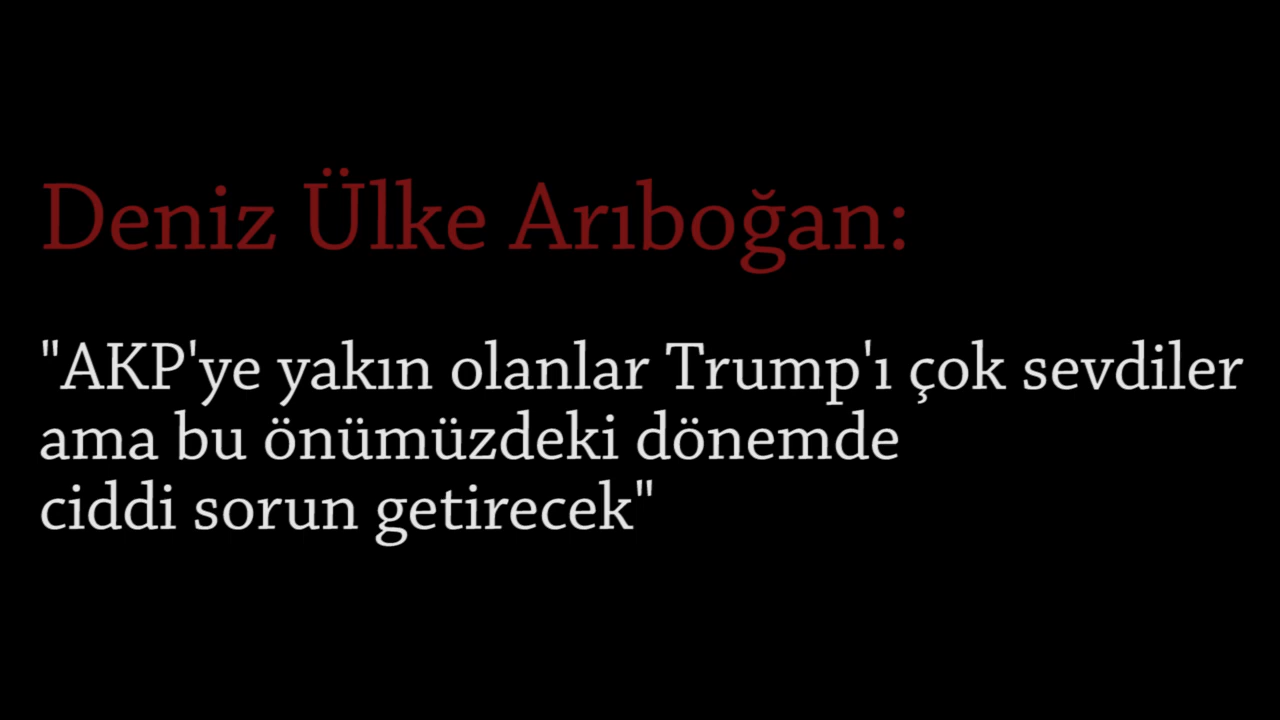 Deniz Ülke Arıboğan:
"AKP'ye yakın olanlar Trump'ı çok sevdiler
ama bu önümüzdeki dönemde
ciddi sorun getirecek"